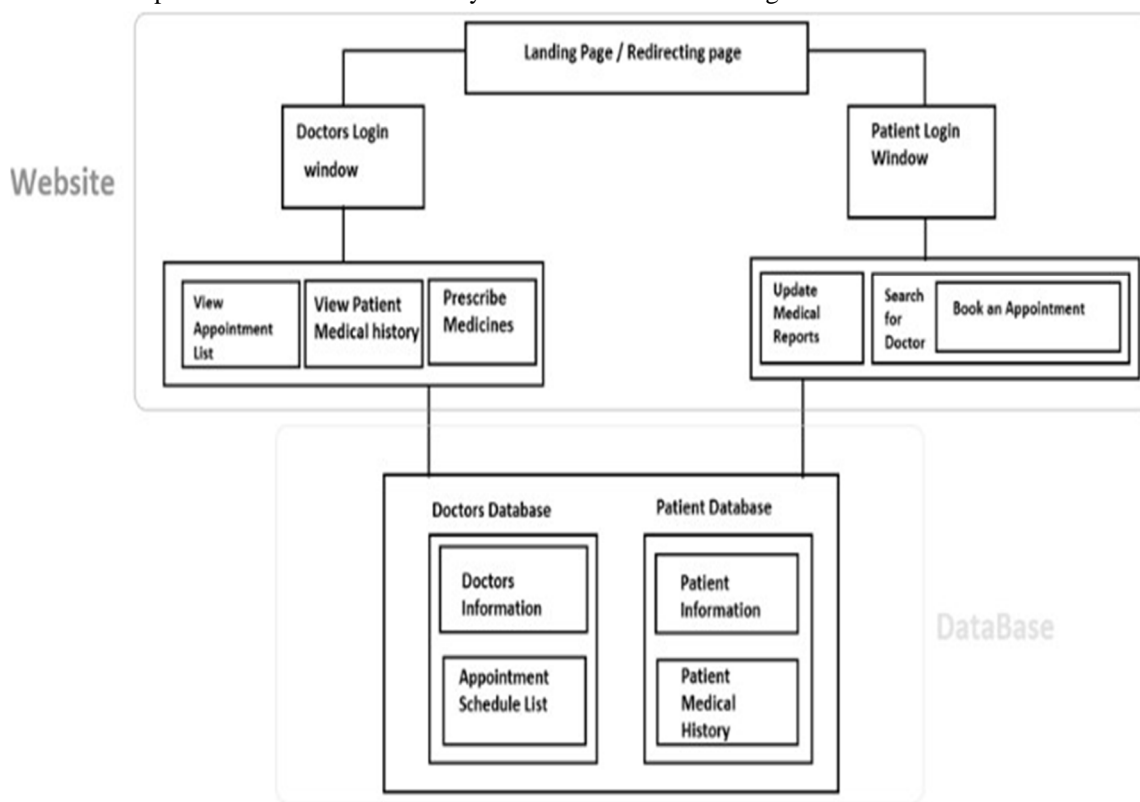 Landing Page / Redirecting page
Doctors Login
window
Patient Login
Window
Website
View
Appointment
List
View Patient
Medical history
Prescribe
Medicines
Update
Medical
Reports
Search
for
Doctor
Book an Appointment
Doctors Database
Patient Database
Doctors
Information
Patient
Information
DataBase
Appointment
Schedule List
Patient
Medical
History